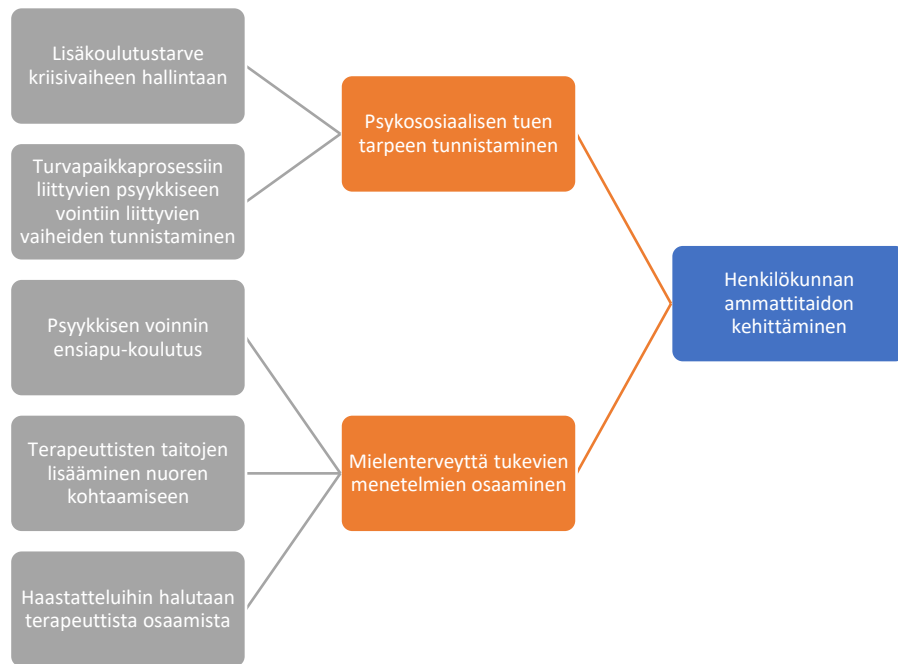 Lisäkoulutustarve
kriisivaiheen hallintaan
Turvapaikkaprosessiin
liittyvien psyykkiseen
vointiin liittyvien
vaiheiden tunnistaminen
Psyykkisen voinnin
ensiapu-koulutus
Terapeuttisten taitojen
lisääminen nuoren
kohtaamiseen
Haastatteluihin halutaan
terapeuttista osaamista
Psykososiaalisen tuen
tarpeen tunnistaminen
Mielenterveyttä tukevien
menetelmien osaaminen
Henkilökunnan
ammattitaidon
kehittäminen